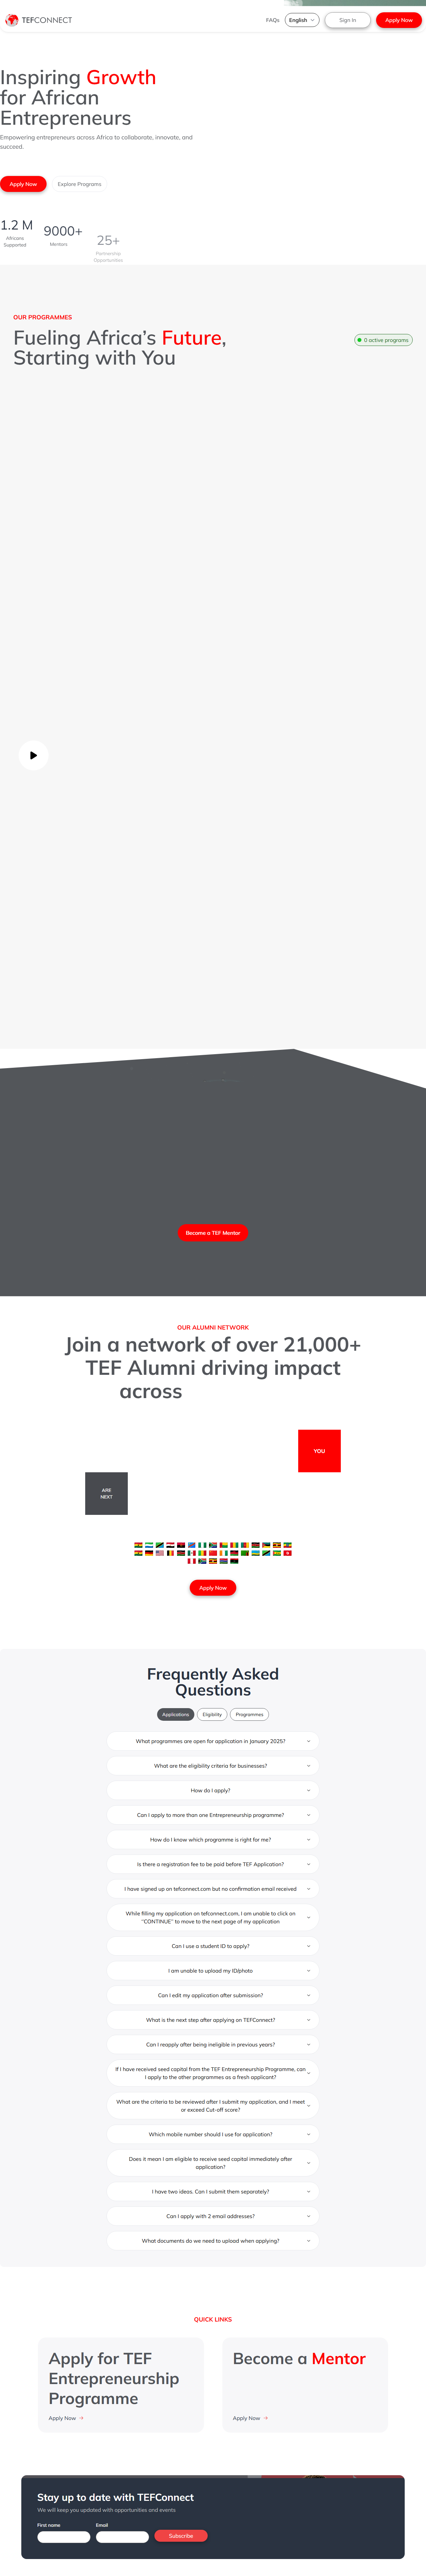 TEFCONNECT
FAQs
English
Sign In
Apply Now
Inspiring Growth
for African
Entrepreneurs
Empowering entrepreneurs across Africa to collaborate, innovate, and
succeed.
Apply Now
Explore Programs
1.2 M
Africans
Supported
9000+
Mentors
25+
Partnership
Opportunities
OUR PROGRAMMES
Fueling Africa's Future,
Starting with You
0 active programs
Become a TEF Mentor
OUR ALUMNI NETWORK
Join a network of over 21,000+
TEF Alumni driving impact
across
YOU
ARE
NEXT
Apply Now
Frequently Asked
Questions
Applications
Eligibility
Programmes
What programmes are open for application in January 2025?
What are the eligibility criteria for businesses?
How do I apply?
Can I apply to more than one Entrepreneurship programme?
How do I know which programme is right for me?
Is there a registration fee to be paid before TEF Application?
I have signed up on tefconnect.com but no confirmation email received
While filling my application on tefconnect.com, I am unable to click on
"CONTINUE" to move to the next page of my application
Can I use a student ID to apply?
I am unable to upload my ID/photo
Can I edit my application after submission?
What is the next step after applying on TEFConnect?
Can I reapply after being ineligible in previous years?
If I have received seed capital from the TEF Entrepreneurship Programme, can
I apply to the other programmes as a fresh applicant?
What are the criteria to be reviewed after I submit my application, and I meet
or exceed Cut-off score?
Which mobile number should I use for application?
Does it mean I am eligible to receive seed capital immediately after
application?
I have two ideas. Can I submit them separately?
Can I apply with 2 email addresses?
What documents do we need to upload when applying?
QUICK LINKS
Apply for TEF
Entrepreneurship
Programme
Apply Now
Become a Mentor
Apply Now
Stay up to date with TEFConnect
We will keep you updated with opportunities and events
First name
Email
Subscribe